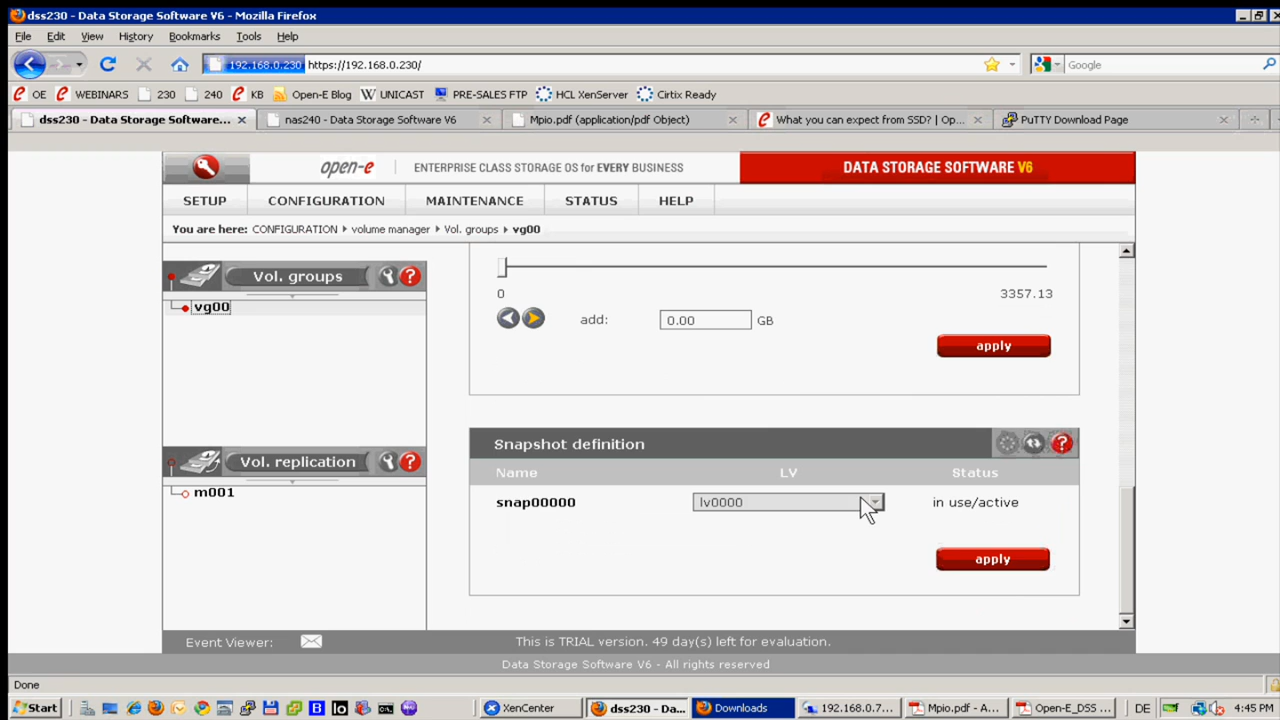 dss230 - Data Storage Software V6 - Mozilla Firefox
File Edit View History Bookmarks Tools Help
192.168.0.230 https://192.168.0.230/ Google
OE WEBINARS 230 240 KB Open-E Blog UNICAST PRE-SALES FTP HCL XenServer Cirtix Ready
dss230 - Data Storage Software... nas240 - Data Storage Software V6 Mpio.pdf (application/pdf Object) What you can expect from SSD? | Op... PuTTY Download Page
open-e ENTERPRISE CLASS STORAGE OS for EVERY BUSINESS DATA STORAGE SOFTWARE V6
SETUP CONFIGURATION MAINTENANCE STATUS HELP
You are here: CONFIGURATION volume manager Vol. groups vg00
Vol. groups ?
vg00
0 3357.13
add: 0.00 GB
apply
Snapshot definition ?
Name LV Status
Vol. replication ?
m001
snap00000 lv0000 in use/active
apply
Event Viewer: This is TRIAL version. 49 day(s) left for evaluation.
Data Storage Software V6 - All rights reserved
Done
Start XenCenter dss230 - Da... Downloads 192.168.0.7... Mpio.pdf - A... Open-E_DSS ... DE 4:45 PM